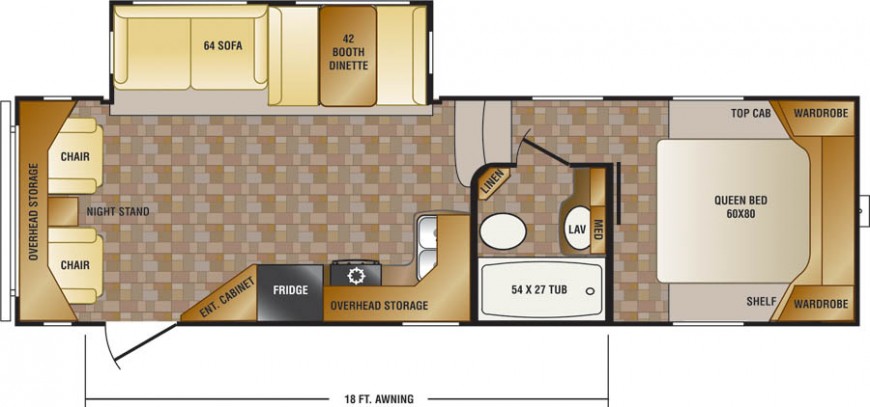 64 SOFA
42
BOOTH
DINETTE
OVERHEAD STORAGE
CHAIR
NIGHT STAND
CHAIR
ENT. CABINET
FRIDGE
OVERHEAD STORAGE
LINEN
LAV
MED
54 X 27 TUB
TOP CAB
WARDROBE
QUEEN BED
60X80
SHELF
WARDROBE
18 FT. AWNING